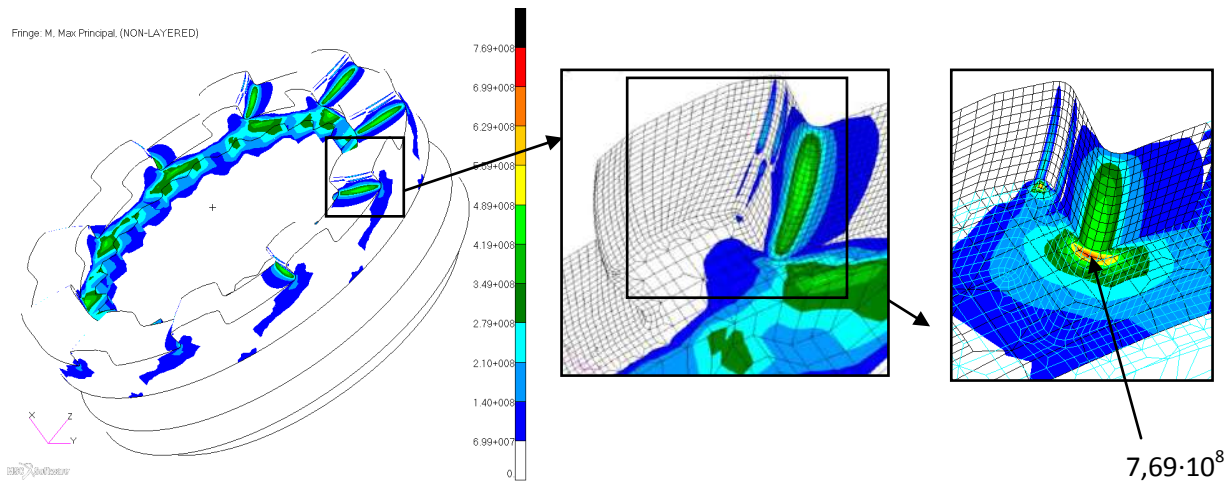 Fringe: M. Max Principal, (NON-LAYERED)
7.69+008
6.99+008
6.29+008
4.89+008
4.19+008
3.49+008
2.79+008
2.10+008
1.40+008
6.99+007
0
X
Z
Y
MSC Software
7,69·10⁸